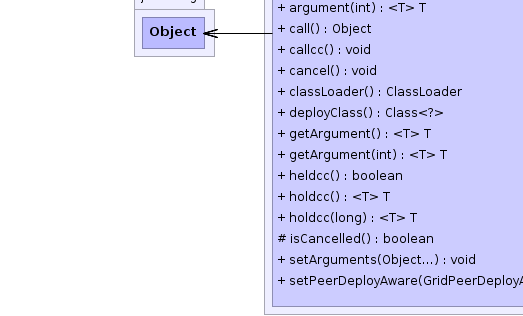 + argument(int) : <T> T
Object
+ call() : Object
+ callcc() : void
+ cancel() : void
+ classLoader() : ClassLoader
+ deployClass() : Class<?>
+ getArgument() : <T> T
+ getArgument(int) : <T> T
+ heldcc() : boolean
+ holdcc() : <T> T
+ holdcc(long) : <T> T
# isCancelled() : boolean
+ setArguments(Object...) : void
+ setPeerDeployAware(GridPeerDeployA